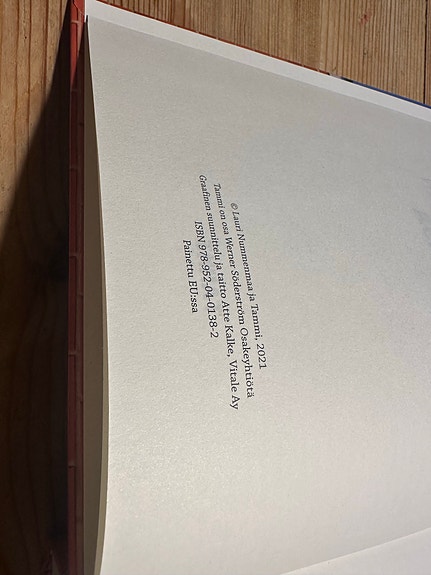 © Lauri Nummenmaa ja Tammi, 2021
Tammi on osa Werner Söderström Osakeyhtiötä
Graafinen suunnittelu ja taitto Atte Kalke, Vitale Ay
ISBN 978-952-04-0138-2
Painettu EU:ssa